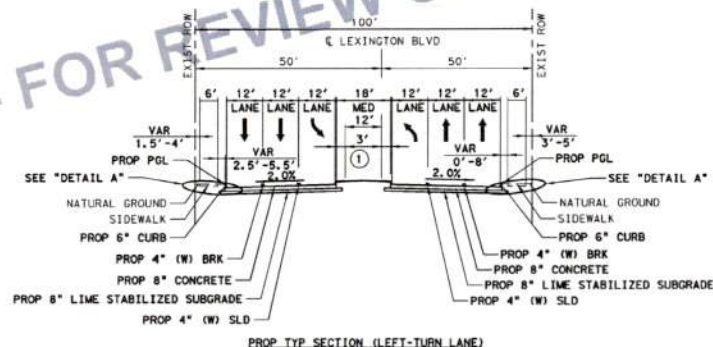 FOR REVIEW
100'
EXIST ROW
℄ LEXINGTON BLVD
EXIST ROW
50' 50'
6' 12' 12' 12' 18' 12' 12' 12' 6'
LANE LANE LANE MED LANE LANE LANE
12'
VAR
1.5'-4'
3'
VAR
3'-5'
VAR
2.5'-5.5'
1
VAR
0'-8'
PROP PGL
2.0%
2.0%
PROP PGL
SEE "DETAIL A"
SEE "DETAIL A"
NATURAL GROUND
NATURAL GROUND
SIDEWALK
SIDEWALK
PROP 6" CURB
PROP 6" CURB
PROP 4" (W) BRK
PROP 4" (W) BRK
PROP 8" CONCRETE
PROP 8" CONCRETE
PROP 8" LIME STABILIZED SUBGRADE
PROP 8" LIME STABILIZED SUBGRADE
PROP 4" (W) SLD
PROP 4" (W) SLD
PROP TYP SECTION (LEFT-TURN LANE)